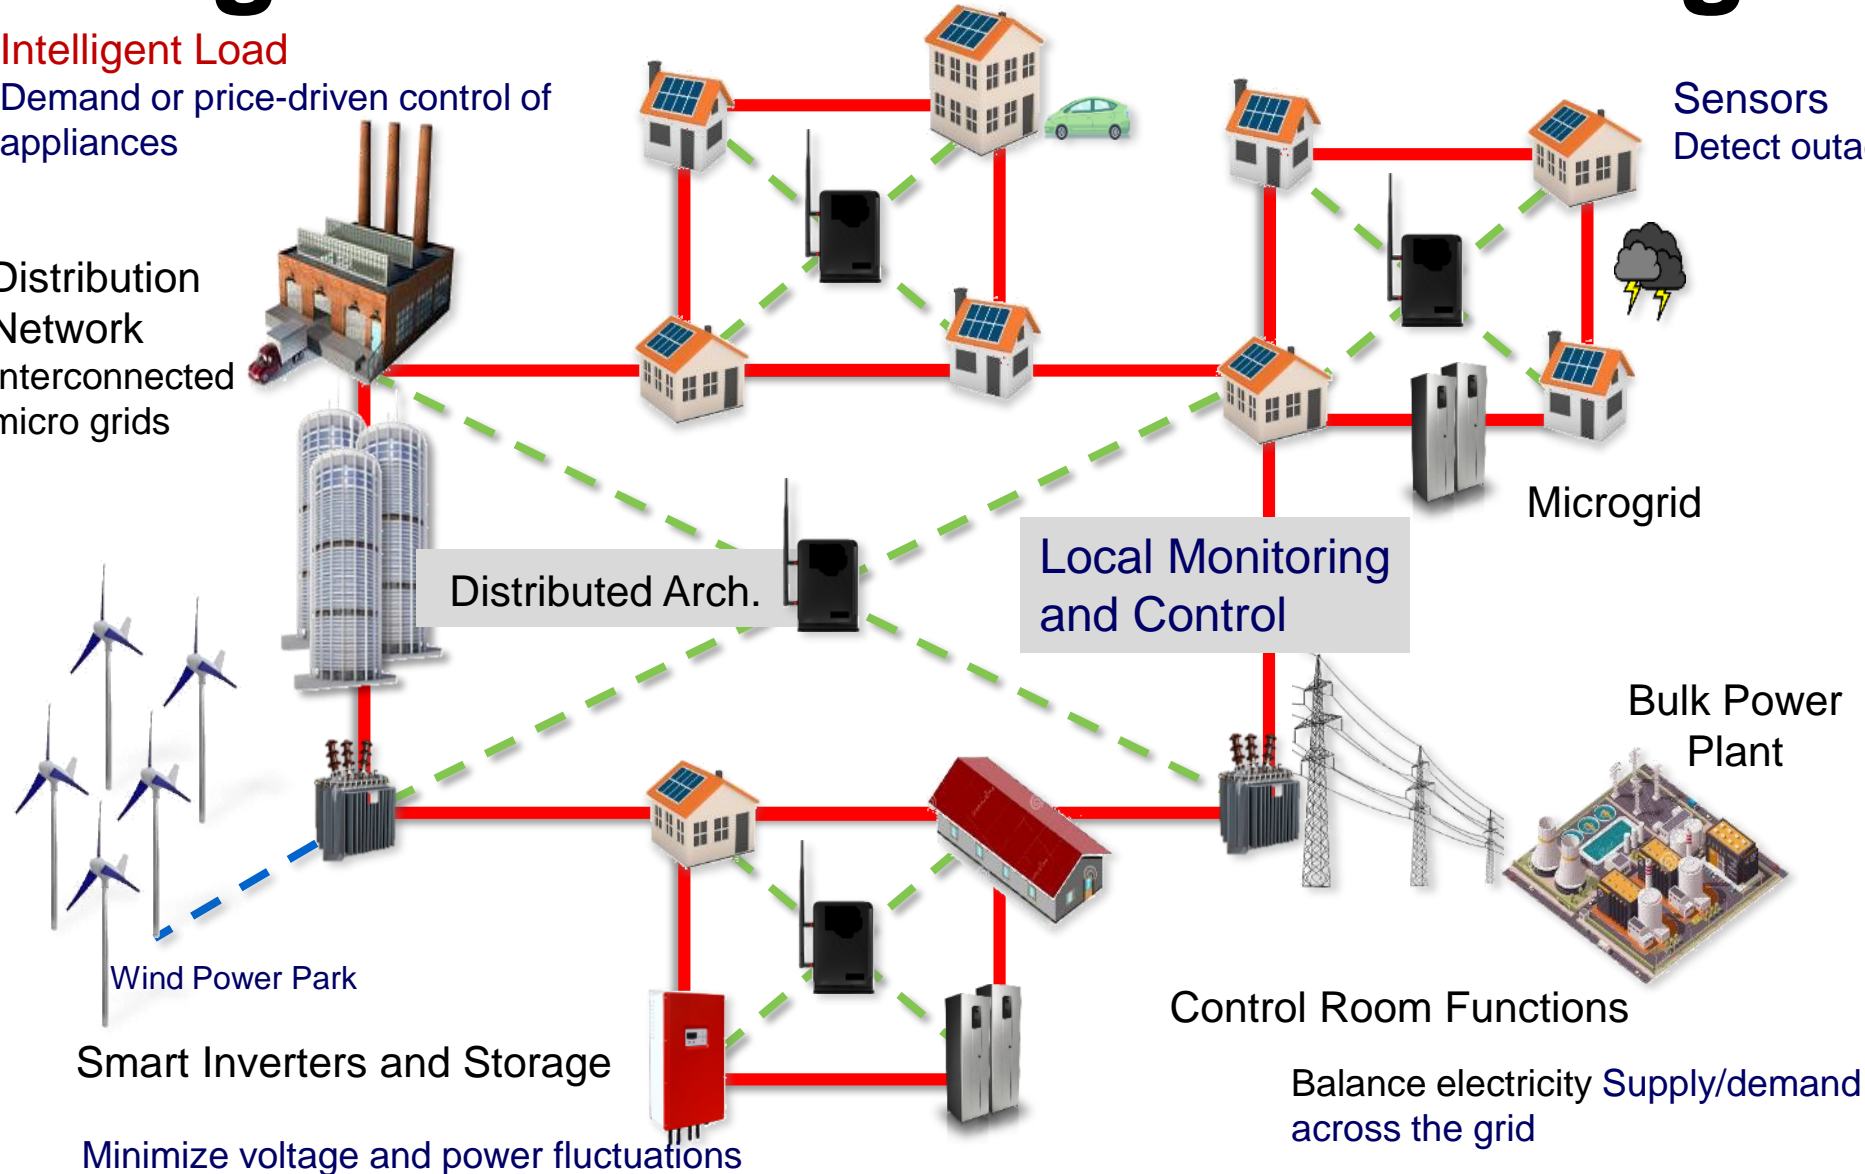 Intelligent Load
Demand or price-driven control of
appliances
Sensors
Detect
Distribution
Network
micro grids
Microgrid
Local Monitoring
and Control
Distributed Arch.
Bulk Power
Plant
Wind Power Park
Control Room Functions
Smart Inverters and Storage
Balance electricity Supply/demand
across the grid
Minimize voltage and power fluctuations